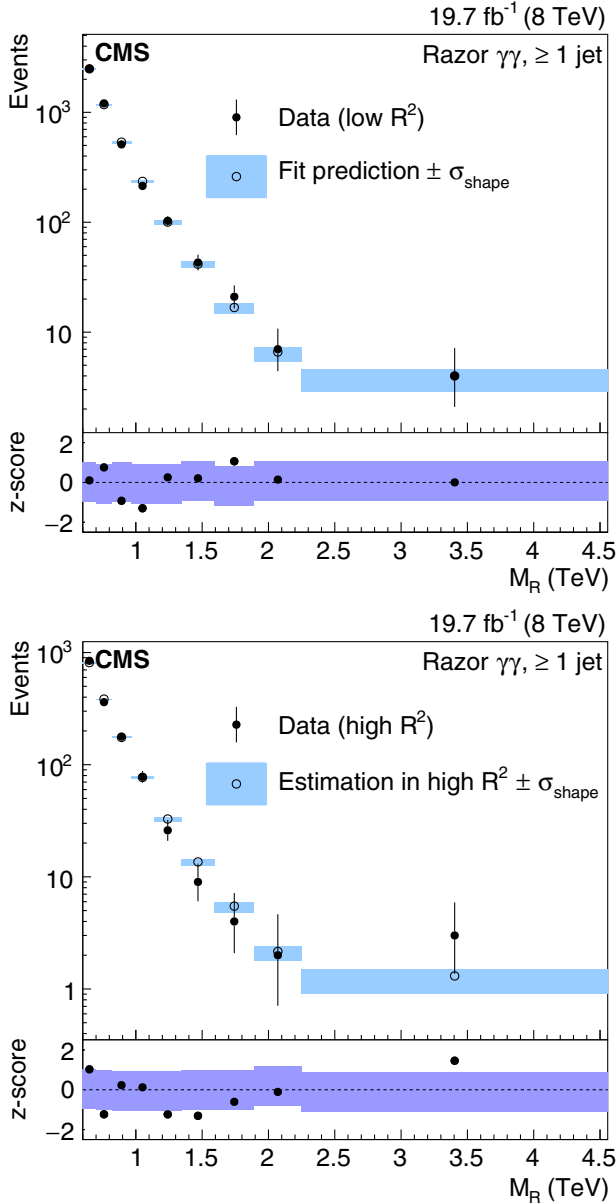 19.7 fb⁻¹ (8 TeV)
CMS
Razor γγ, ≥ 1 jet
Events
10³
Data (low R²)
Fit prediction ± σ_shape
10²
10
z-score
2
0
−2
1 1.5 2 2.5 3 3.5 4 4.5
M_R (TeV)
19.7 fb⁻¹ (8 TeV)
10³
CMS
Razor γγ, ≥ 1 jet
Events
Data (high R²)
10²
Estimation in high R² ± σ_shape
10
1
z-score
2
0
−2
1 1.5 2 2.5 3 3.5 4 4.5
M_R (TeV)